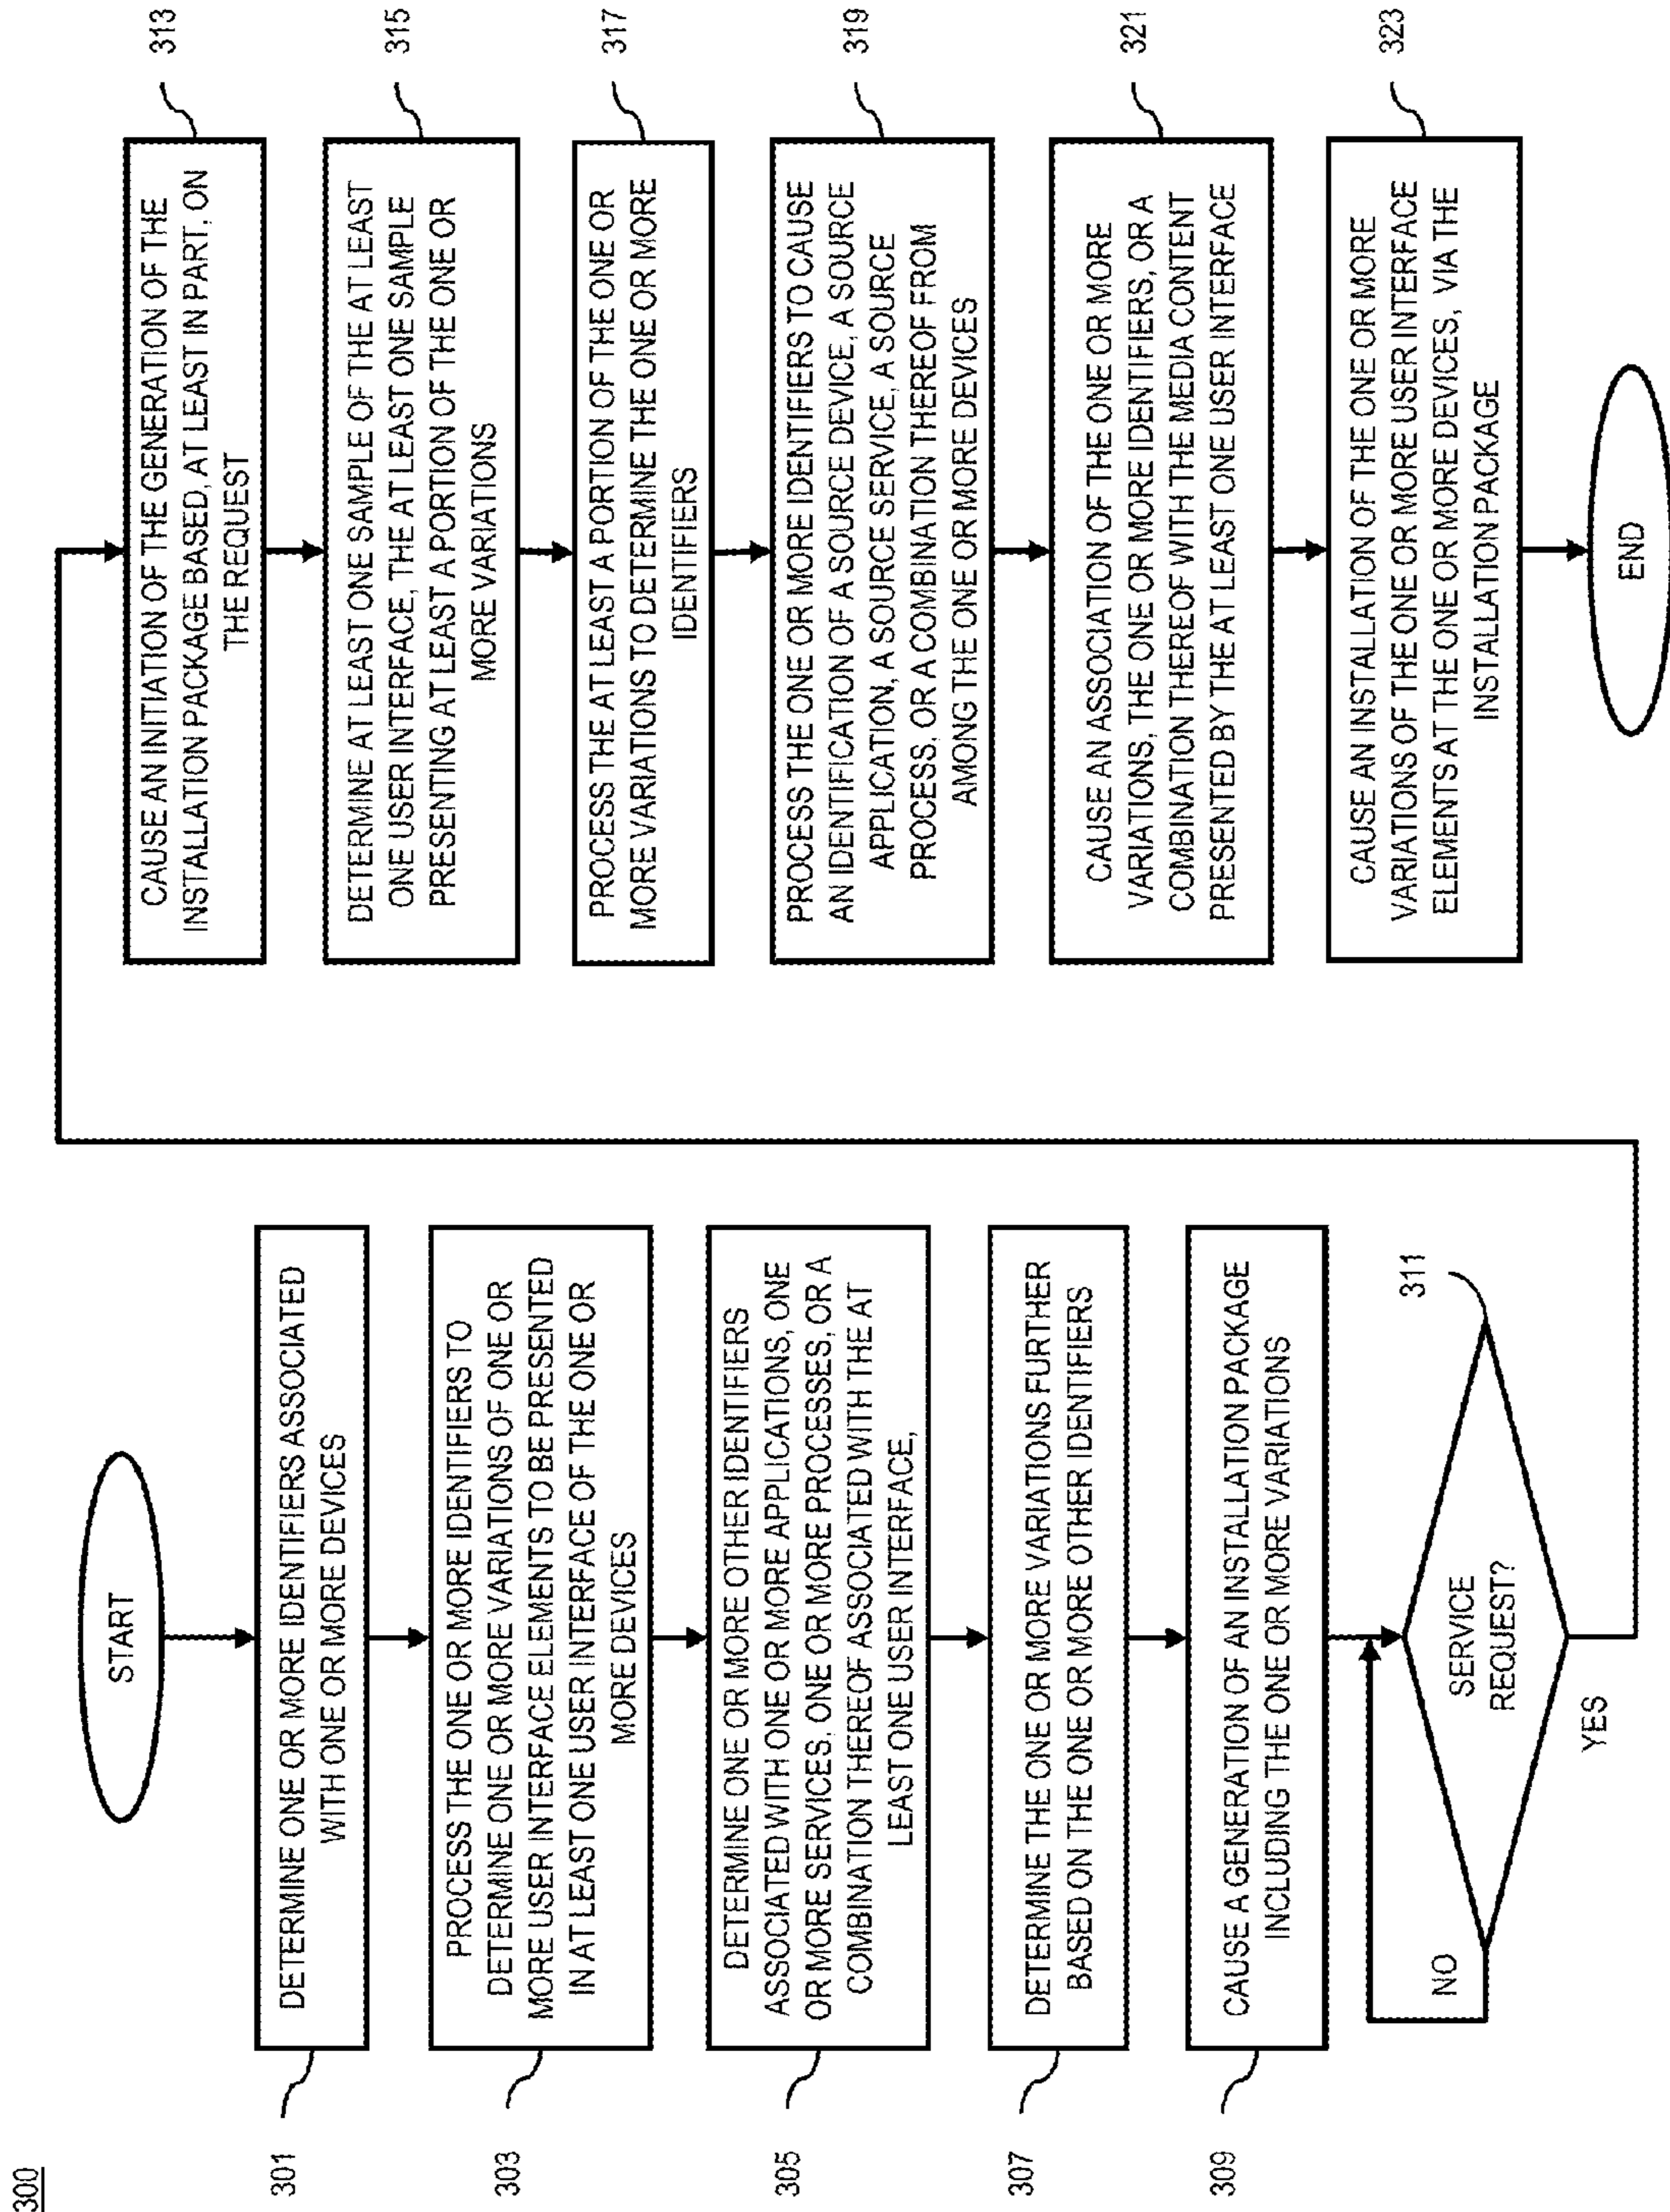 300
START
301
DETERMINE ONE OR MORE IDENTIFIERS ASSOCIATED
WITH ONE OR MORE DEVICES
303
PROCESS THE ONE OR MORE IDENTIFIERS TO
DETERMINE ONE OR MORE VARIATIONS OF ONE OR
MORE USER INTERFACE ELEMENTS TO BE PRESENTED
IN AT LEAST ONE USER INTERFACE OF THE ONE OR
MORE DEVICES
305
DETERMINE ONE OR MORE OTHER IDENTIFIERS
ASSOCIATED WITH ONE OR MORE APPLICATIONS, ONE
OR MORE SERVICES, ONE OR MORE PROCESSES, OR A
COMBINATION THEREOF ASSOCIATED WITH THE AT
LEAST ONE USER INTERFACE,
307
DETERMINE THE ONE OR MORE VARIATIONS FURTHER
BASED ON THE ONE OR MORE OTHER IDENTIFIERS
309
CAUSE A GENERATION OF AN INSTALLATION PACKAGE
INCLUDING THE ONE OR MORE VARIATIONS
311
NO
SERVICE
REQUEST?
YES
313
CAUSE AN INITIATION OF THE GENERATION OF THE
INSTALLATION PACKAGE BASED, AT LEAST IN PART, ON
THE REQUEST
315
DETERMINE AT LEAST ONE SAMPLE OF THE AT LEAST
ONE USER INTERFACE, THE AT LEAST ONE SAMPLE
PRESENTING AT LEAST A PORTION OF THE ONE OR
MORE VARIATIONS
317
PROCESS THE AT LEAST A PORTION OF THE ONE OR
MORE VARIATIONS TO DETERMINE THE ONE OR MORE
IDENTIFIERS
319
PROCESS THE ONE OR MORE IDENTIFIERS TO CAUSE
AN IDENTIFICATION OF A SOURCE DEVICE, A SOURCE
APPLICATION, A SOURCE SERVICE, A SOURCE
PROCESS, OR A COMBINATION THEREOF FROM
AMONG THE ONE OR MORE DEVICES
321
CAUSE AN ASSOCIATION OF THE ONE OR MORE
VARIATIONS, THE ONE OR MORE IDENTIFIERS, OR A
COMBINATION THEREOF WITH THE MEDIA CONTENT
PRESENTED BY THE AT LEAST ONE USER INTERFACE
323
CAUSE AN INSTALLATION OF THE ONE OR MORE
VARIATIONS OF THE ONE OR MORE USER INTERFACE
ELEMENTS AT THE ONE OR MORE DEVICES, VIA THE
INSTALLATION PACKAGE
END